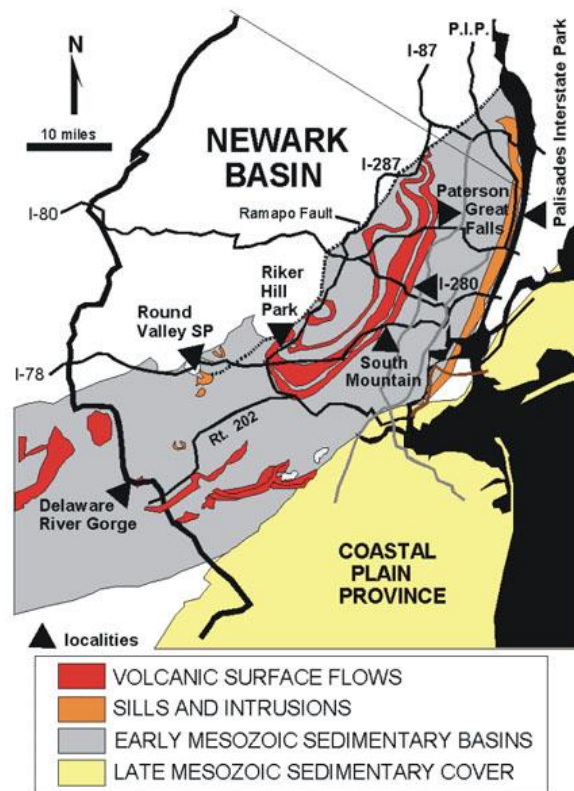 N
10 miles
NEWARK
BASIN
I-80
I-87
P.I.P.
I-287
Palisades Interstate Park
Ramapo Fault
Paterson
Great
Falls
Riker
Hill
Park
I-280
Round
Valley SP
South
Mountain
I-78
Rt. 202
Delaware
River Gorge
COASTAL
PLAIN
PROVINCE
localities
VOLCANIC SURFACE FLOWS
SILLS AND INTRUSIONS
EARLY MESOZOIC SEDIMENTARY BASINS
LATE MESOZOIC SEDIMENTARY COVER